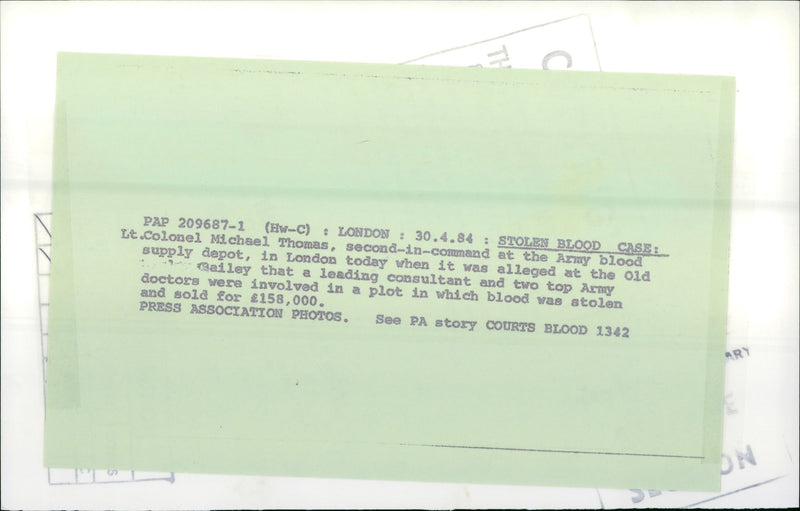 PAP 209687-1 (HW-C) : LONDON : 30.4.84 : STOLEN BLOOD CASE:
Lt.Colonel Michael Thomas, second-in-command at the Army blood
supply depot, in London today when it was alleged at the Old
Bailey that a leading consultant and two top Army
doctors were involved in a plot in which blood was stolen
and sold for £158,000.
PRESS ASSOCIATION PHOTOS. See PA story COURTS BLOOD 1342